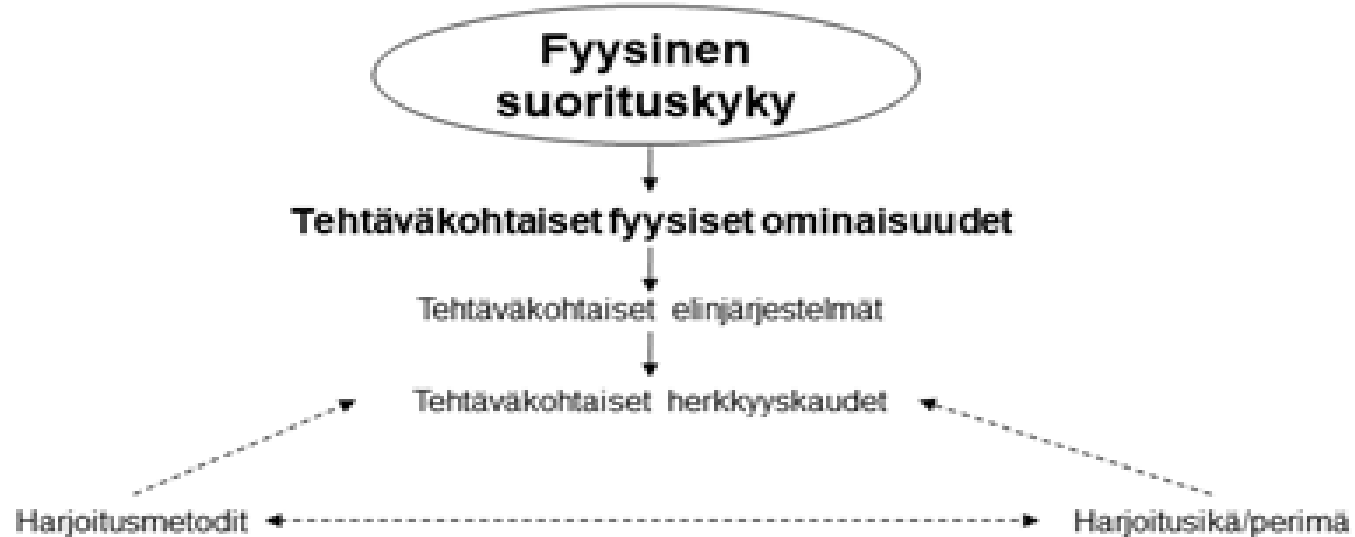 Fyysinen
suorituskyky
Tehtäväkohtaiset fyysiset ominaisuudet
Tehtäväkohtaiset elinjärjestelmät
Tehtäväkohtaiset herkkyyskaudet
Harjoitusmetodit
Harjoitusikä/perimä